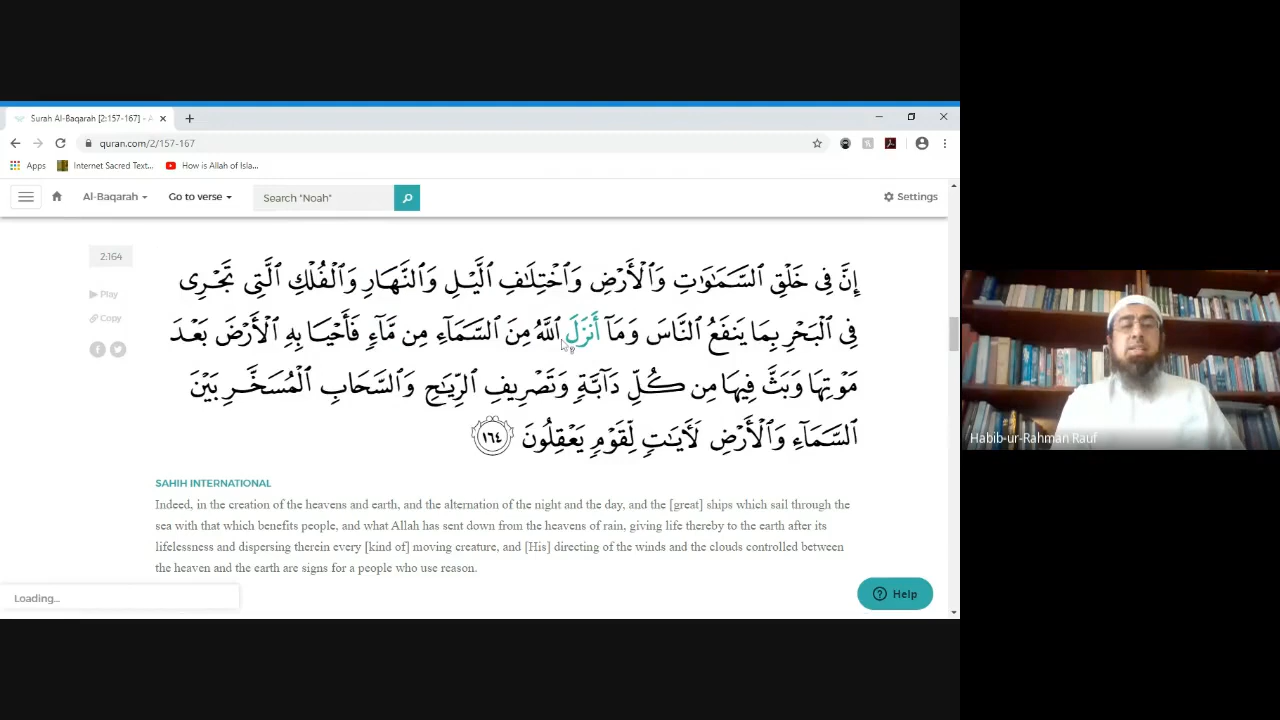 Surah Al-Baqarah [2:157-167] - A
quran.com/2/157-167
Apps
Internet Sacred Text...
How is Allah of Isla...
Al-Baqarah
Go to verse
Search "Noah"
Settings
2:164
Play
Copy
إِنَّ فِى خَلْقِ ٱلسَّمَـٰوَٰتِ وَٱلْأَرْضِ وَٱخْتِلَـٰفِ ٱلَّيْلِ وَٱلنَّهَارِ وَٱلْفُلْكِ ٱلَّتِى تَجْرِى
فِى ٱلْبَحْرِ بِمَا يَنفَعُ ٱلنَّاسَ وَمَآ أَنزَلَ ٱللَّهُ مِنَ ٱلسَّمَآءِ مِن مَّآءٍ فَأَحْيَا بِهِ ٱلْأَرْضَ بَعْدَ
مَوْتِهَا وَبَثَّ فِيهَا مِن كُلِّ دَآبَّةٍ وَتَصْرِيفِ ٱلرِّيَـٰحِ وَٱلسَّحَابِ ٱلْمُسَخَّرِ بَيْنَ
ٱلسَّمَآءِ وَٱلْأَرْضِ لَـَٔايَـٰتٍ لِّقَوْمٍ يَعْقِلُونَ ١٦٤
SAHIH INTERNATIONAL
Indeed, in the creation of the heavens and earth, and the alternation of the night and the day, and the [great] ships which sail through the
sea with that which benefits people, and what Allah has sent down from the heavens of rain, giving life thereby to the earth after its
lifelessness and dispersing therein every [kind of] moving creature, and [His] directing of the winds and the clouds controlled between
the heaven and the earth are signs for a people who use reason.
Loading...
Help
Habib-ur-Rahman Rauf